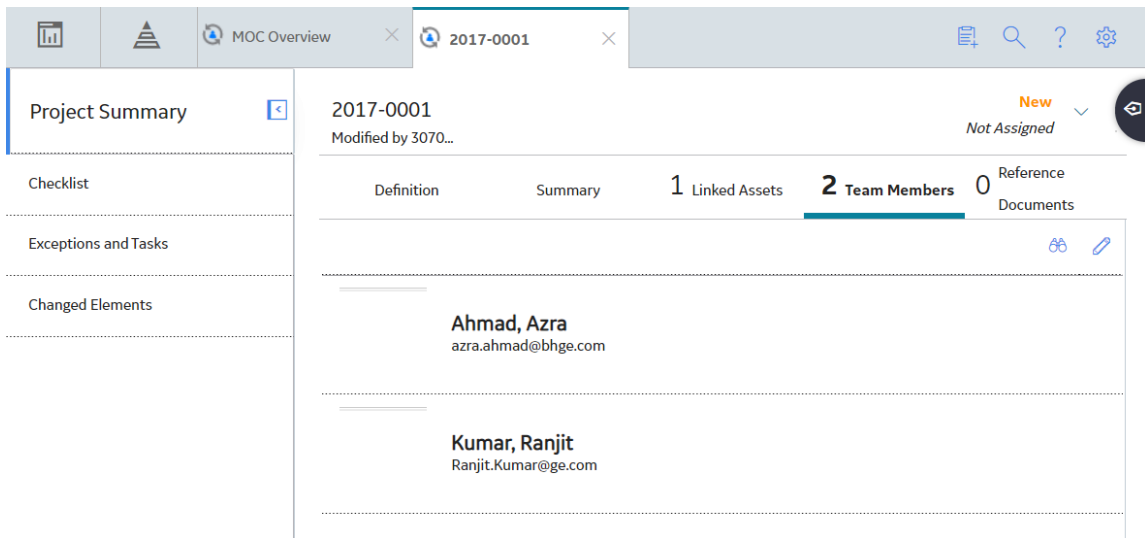 MOC Overview
2017-0001
Project Summary
Checklist
Exceptions and Tasks
Changed Elements
2017-0001
Modified by 3070...
New
Not Assigned
Definition
Summary
1 Linked Assets
2 Team Members
0 Reference
Documents
Ahmad, Azra
azra.ahmad@bhge.com
Kumar, Ranjit
Ranjit.Kumar@ge.com